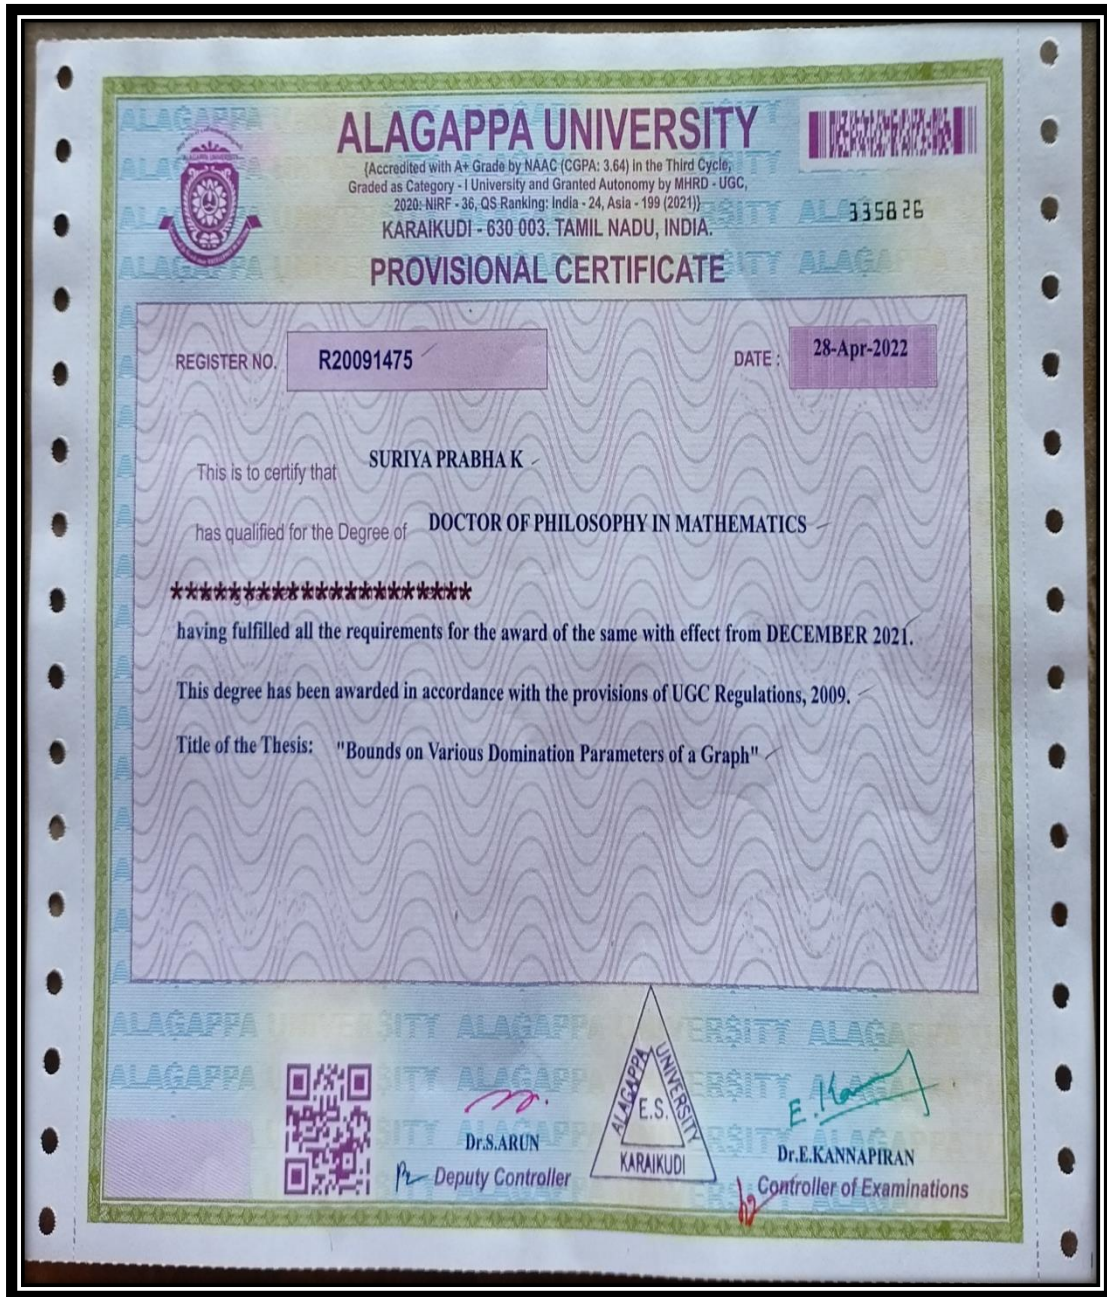 ALAGAPPA UNIVERSITY
(Accredited with A+ Grade by NAAC (CGPA: 3.64) in the Third Cycle,
Graded as Category - I University and Granted Autonomy by MHRD - UGC,
2020: NIRF - 36, QS Ranking: India - 24, Asia - 199 (2021))
KARAIKUDI - 630 003. TAMIL NADU, INDIA.
335826
PROVISIONAL CERTIFICATE
REGISTER NO. R20091475 DATE : 28-Apr-2022
This is to certify that SURIYA PRABHA K
has qualified for the Degree of DOCTOR OF PHILOSOPHY IN MATHEMATICS
*********************
having fulfilled all the requirements for the award of the same with effect from DECEMBER 2021.
This degree has been awarded in accordance with the provisions of UGC Regulations, 2009.
Title of the Thesis: "Bounds on Various Domination Parameters of a Graph"
ALAGAPPA UNIVERSITY
E.S.
KARAIKUDI
E. Kan
Dr.S.ARUN
Deputy Controller
Dr.E.KANNAPIRAN
Controller of Examinations